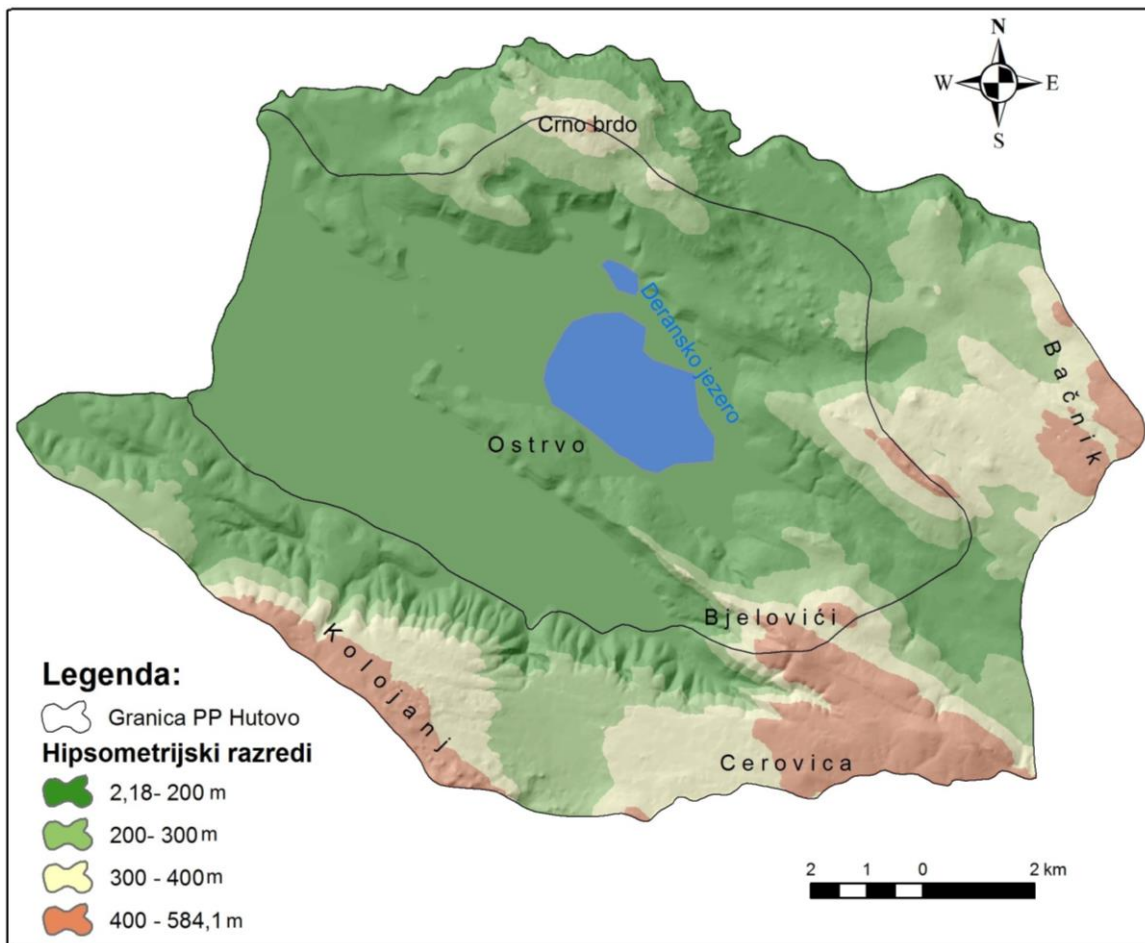 N
W E
S
Crno brdo
Deransko jezero
Bačnik
Ostrvo
Bjelovići
Kolojanj
Cerovica
Legenda:
Granica PP Hutovo
Hipsometrijski razredi
2,18- 200 m
200- 300 m
300 - 400 m
400 - 584,1 m
2 1 0 2 km